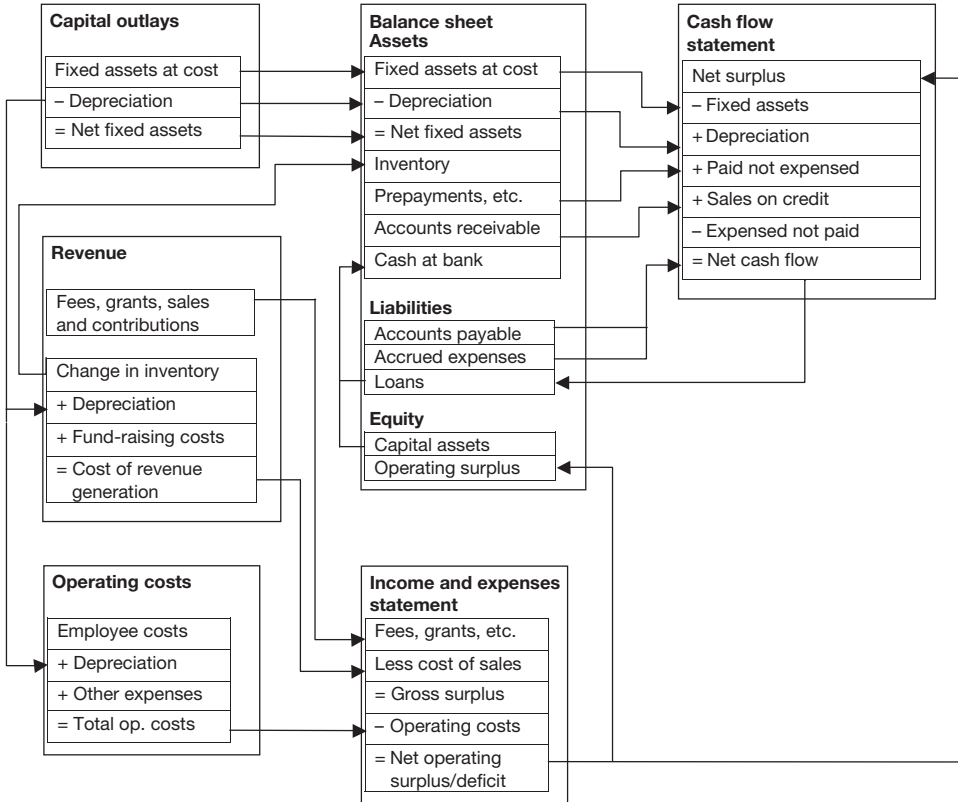 Capital outlays
Fixed assets at cost
– Depreciation
= Net fixed assets
Revenue
Fees, grants, sales
and contributions
Change in inventory
+ Depreciation
+ Fund-raising costs
= Cost of revenue
generation
Operating costs
Employee costs
+ Depreciation
+ Other expenses
= Total op. costs
Balance sheet
Assets
Fixed assets at cost
– Depreciation
= Net fixed assets
Inventory
Prepayments, etc.
Accounts receivable
Cash at bank
Liabilities
Accounts payable
Accrued expenses
Loans
Equity
Capital assets
Operating surplus
Income and expenses
statement
Fees, grants, etc.
Less cost of sales
= Gross surplus
– Operating costs
= Net operating
surplus/deficit
Cash flow
statement
Net surplus
– Fixed assets
+ Depreciation
+ Paid not expensed
+ Sales on credit
– Expensed not paid
= Net cash flow